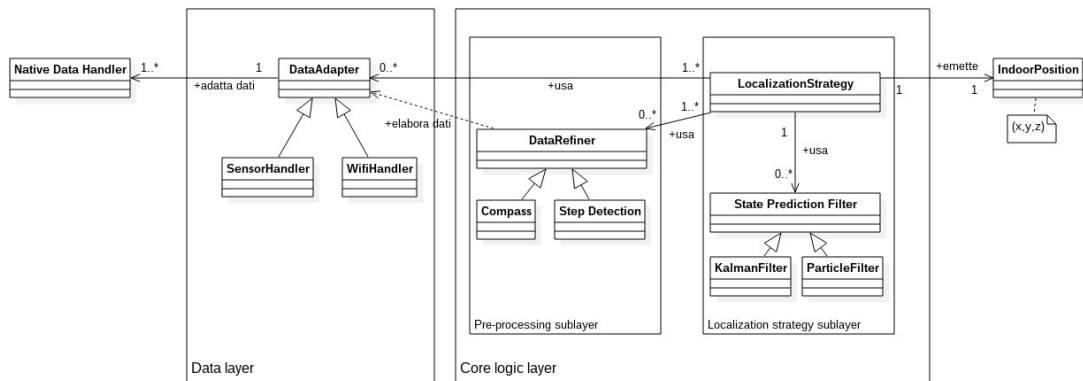 Native Data Handler
1..*
+adatta dati
1
DataAdapter
0..*
+usa
1..*
LocalizationStrategy
1
+emette
1
IndoorPosition
(x,y,z)
+elabora dati
0..*
1..*
+usa
DataRefiner
1
+usa
0..*
SensorHandler
WifiHandler
Compass
Step Detection
State Prediction Filter
KalmanFilter
ParticleFilter
Pre-processing sublayer
Localization strategy sublayer
Data layer
Core logic layer